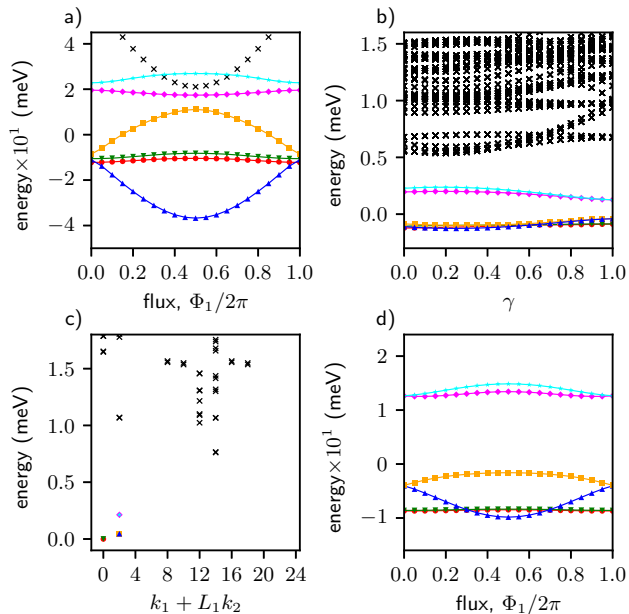 a)
4
2
0
−2
−4
energy×10¹ (meV)
0.0 0.2 0.4 0.6 0.8 1.0
flux, Φ₁/2π
b)
1.5
1.0
0.5
0.0
energy (meV)
0.0 0.2 0.4 0.6 0.8 1.0
γ
c)
1.5
1.0
0.5
0.0
energy (meV)
0 4 8 12 16 20 24
k₁ + L₁k₂
d)
2
1
0
−1
energy×10¹ (meV)
0.0 0.2 0.4 0.6 0.8 1.0
flux, Φ₁/2π